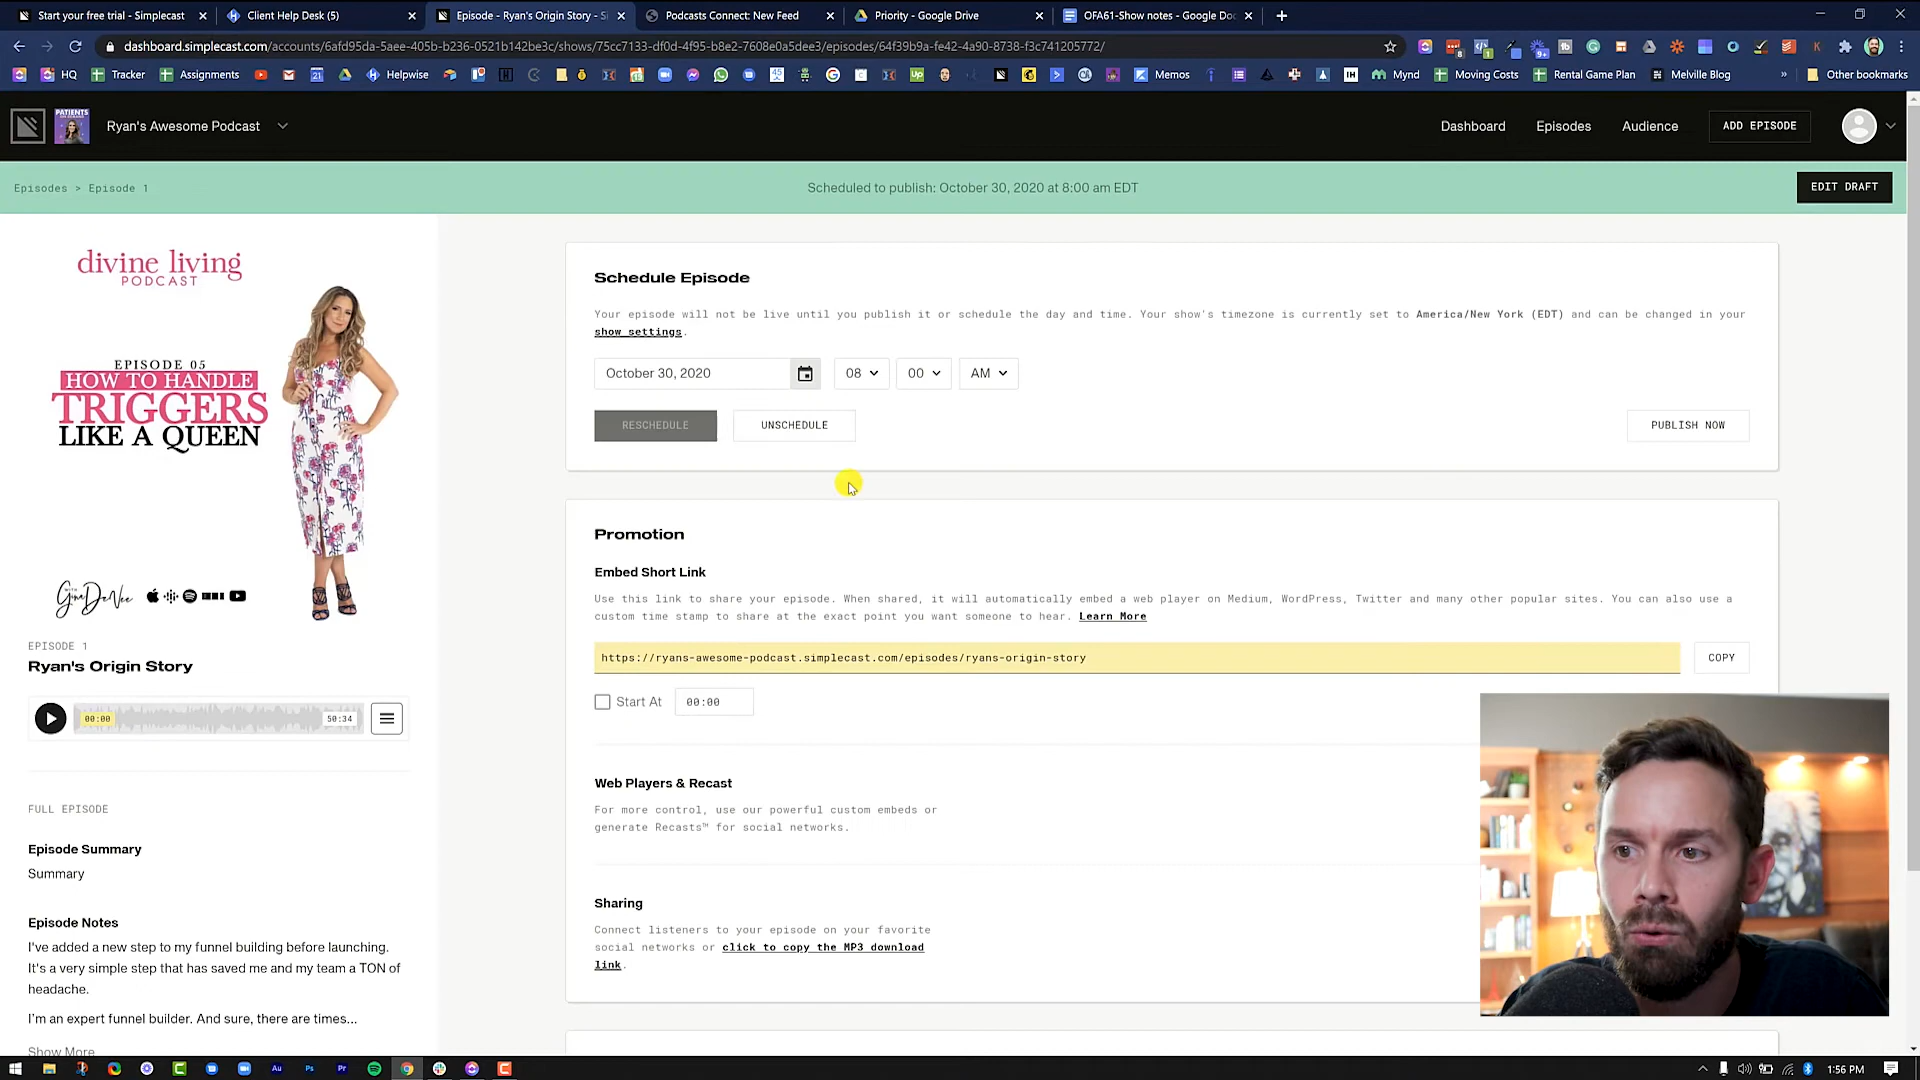 Start your free trial - Simplecast
Client Help Desk (5)
Episode - Ryan's Origin Story - Si
Podcasts Connect: New Feed
Priority - Google Drive
OFA61-Show notes - Google Doc
dashboard.simplecast.com/accounts/6afd95da-5aee-405b-b236-0521b142be3c/shows/75cc7133-df0d-4f95-b8e2-7608e0a5dee3/episodes/64f39b9a-fe42-4a90-8738-f3c741205772/
HQ
Tracker
Assignments
Helpwise
Memos
Mynd
Moving Costs
Rental Game Plan
Melville Blog
Other bookmarks
Ryan's Awesome Podcast
Dashboard
Episodes
Audience
ADD EPISODE
Episodes > Episode 1
Scheduled to publish: October 30, 2020 at 8:00 am EDT
EDIT DRAFT
divine living
PODCAST
EPISODE 05
HOW TO HANDLE
TRIGGERS
LIKE A QUEEN
WITH
Gina DeVee
EPISODE 1
Ryan's Origin Story
00:00
50:34
FULL EPISODE
Episode Summary
Summary
Episode Notes
I've added a new step to my funnel building before launching.
It's a very simple step that has saved me and my team a TON of
headache.
I'm an expert funnel builder. And sure, there are times...
Show More
Schedule Episode
Your episode will not be live until you publish it or schedule the day and time. Your show's timezone is currently set to America/New York (EDT) and can be changed in your
show settings.
October 30, 2020
08
00
AM
RESCHEDULE
UNSCHEDULE
PUBLISH NOW
Promotion
Embed Short Link
Use this link to share your episode. When shared, it will automatically embed a web player on Medium, WordPress, Twitter and many other popular sites. You can also use a
custom time stamp to share at the exact point you want someone to hear. Learn More
https://ryans-awesome-podcast.simplecast.com/episodes/ryans-origin-story
COPY
Start At
00:00
Web Players & Recast
For more control, use our powerful custom embeds or
generate Recasts™ for social networks.
Sharing
Connect listeners to your episode on your favorite
social networks or click to copy the MP3 download
link.
1:56 PM